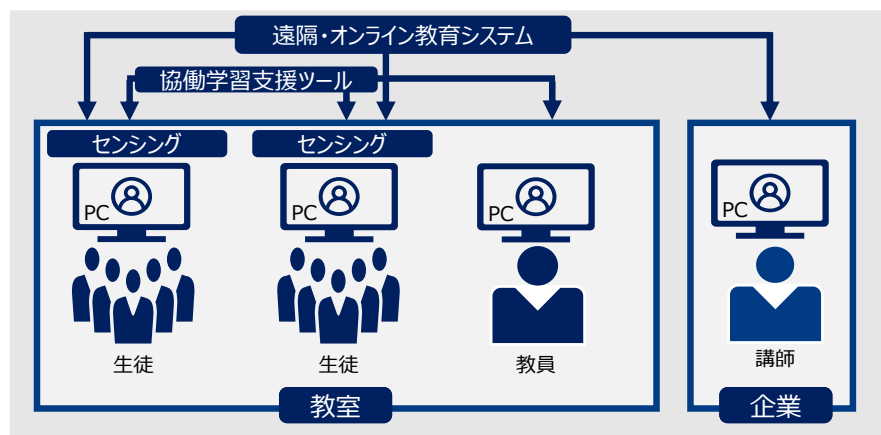 遠隔・オンライン教育システム
協働学習支援ツール
センシング
センシング
PC
PC
PC
PC
生徒
生徒
教員
講師
教室
企業